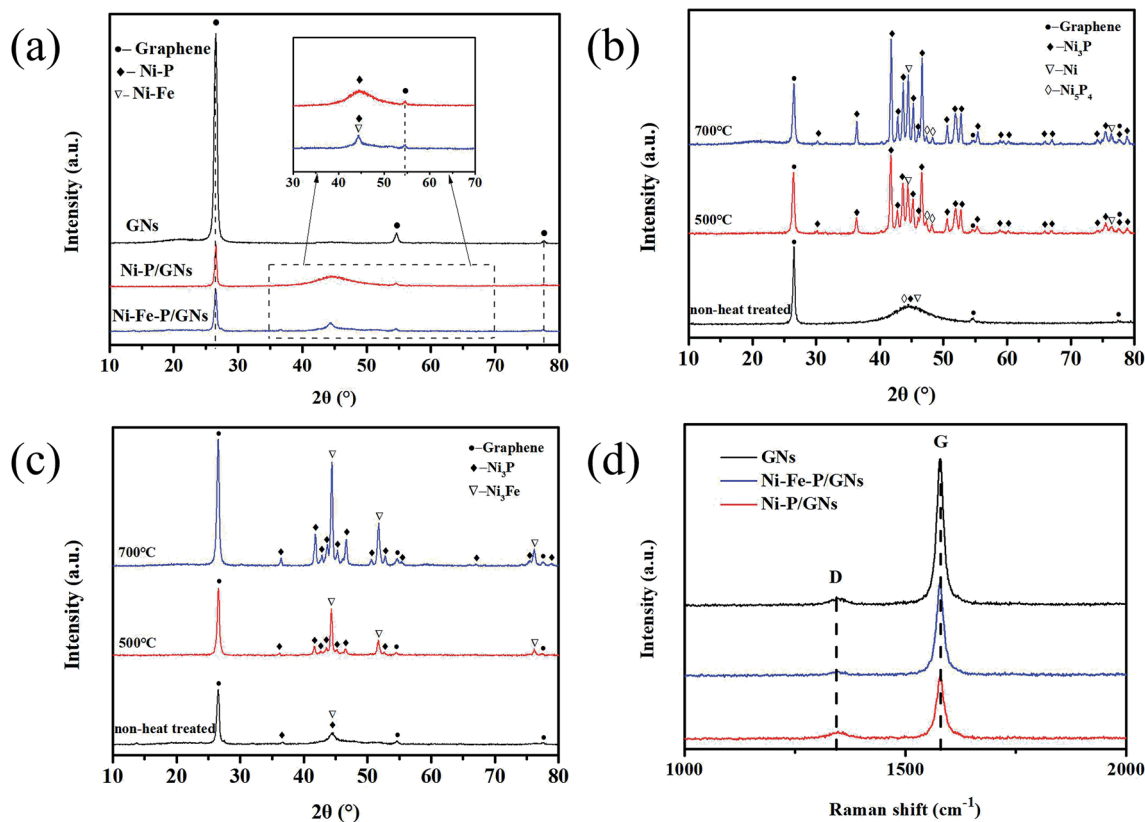 (a)
●– Graphene
◆– Ni-P
▽– Ni-Fe
30 40 50 60 70
GNs
Ni-P/GNs
Ni-Fe-P/GNs
Intensity (a.u.)
10 20 30 40 50 60 70 80
2θ (°)
(b)
●–Graphene
◆–Ni₃P
▽–Ni
◇–Ni₅P₄
700°C
500°C
non-heat treated
Intensity (a.u.)
10 20 30 40 50 60 70 80
2θ (°)
(c)
●–Graphene
◆–Ni₃P
▽–Ni₃Fe
700°C
500°C
non-heat treated
Intensity (a.u.)
10 20 30 40 50 60 70 80
2θ (°)
(d)
GNs
Ni-Fe-P/GNs
Ni-P/GNs
G
D
Intensity (a.u.)
1000 1500 2000
Raman shift (cm⁻¹)